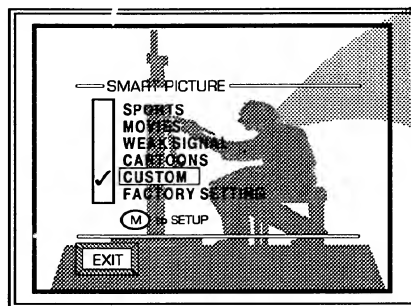 SMART PICTURE
SPORTS
MOVIES
WEAK SIGNAL
CARTOONS
✓ CUSTOM
FACTORY SETTING
M to SETUP
EXIT